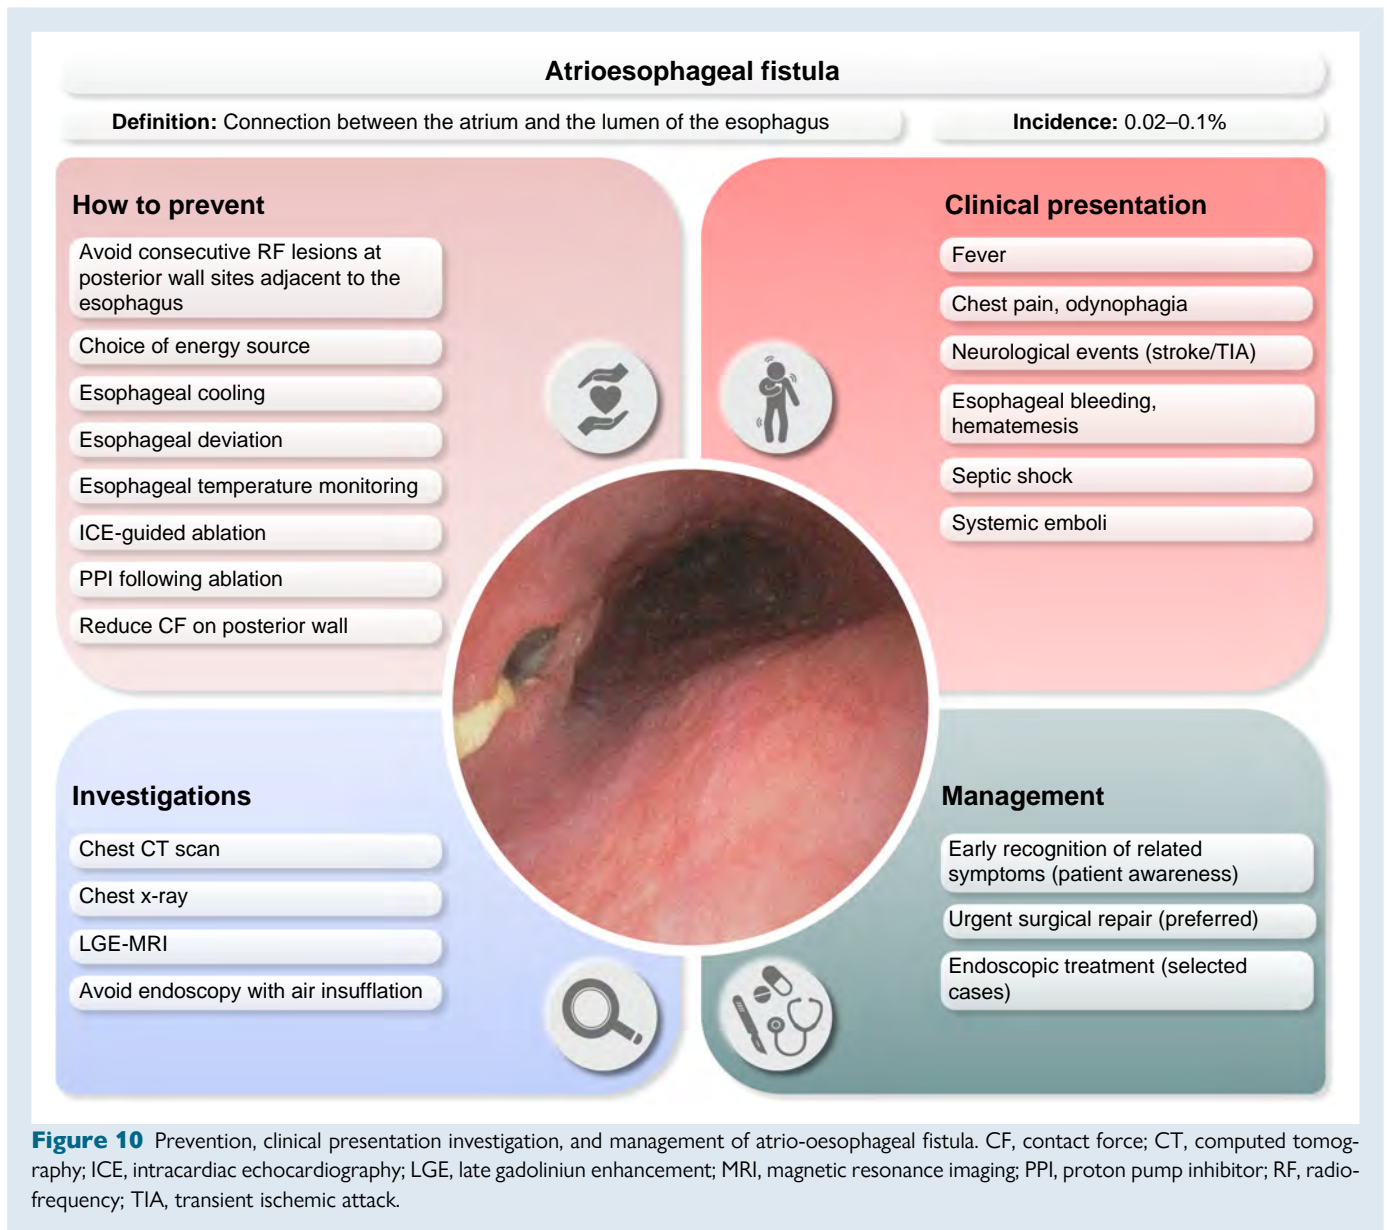 Atrioesophageal fistula
Definition: Connection between the atrium and the lumen of the esophagus
Incidence: 0.02–0.1%
How to prevent
Avoid consecutive RF lesions at
posterior wall sites adjacent to the
esophagus
Choice of energy source
Esophageal cooling
Esophageal deviation
Esophageal temperature monitoring
ICE-guided ablation
PPI following ablation
Reduce CF on posterior wall
Clinical presentation
Fever
Chest pain, odynophagia
Neurological events (stroke/TIA)
Esophageal bleeding,
hematemesis
Septic shock
Systemic emboli
Investigations
Chest CT scan
Chest x-ray
LGE-MRI
Avoid endoscopy with air insufflation
Management
Early recognition of related
symptoms (patient awareness)
Urgent surgical repair (preferred)
Endoscopic treatment (selected
cases)
Figure 10 Prevention, clinical presentation investigation, and management of atrio-oesophageal fistula. CF, contact force; CT, computed tomog-
raphy; ICE, intracardiac echocardiography; LGE, late gadoliniun enhancement; MRI, magnetic resonance imaging; PPI, proton pump inhibitor; RF, radio-
frequency; TIA, transient ischemic attack.